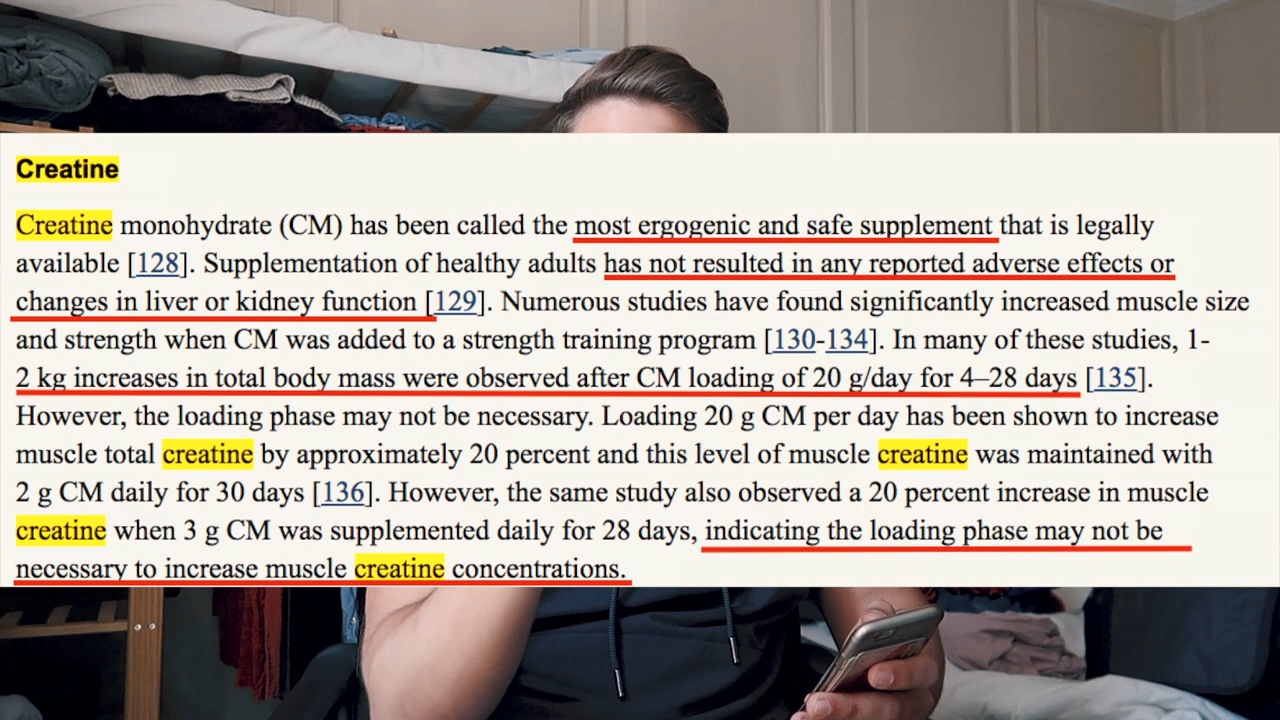 Creatine
Creatine monohydrate (CM) has been called the most ergogenic and safe supplement that is legally
available [128]. Supplementation of healthy adults has not resulted in any reported adverse effects or
changes in liver or kidney function [129]. Numerous studies have found significantly increased muscle size
and strength when CM was added to a strength training program [130-134]. In many of these studies, 1-
2 kg increases in total body mass were observed after CM loading of 20 g/day for 4–28 days [135].
However, the loading phase may not be necessary. Loading 20 g CM per day has been shown to increase
muscle total creatine by approximately 20 percent and this level of muscle creatine was maintained with
2 g CM daily for 30 days [136]. However, the same study also observed a 20 percent increase in muscle
creatine when 3 g CM was supplemented daily for 28 days, indicating the loading phase may not be
necessary to increase muscle creatine concentrations.